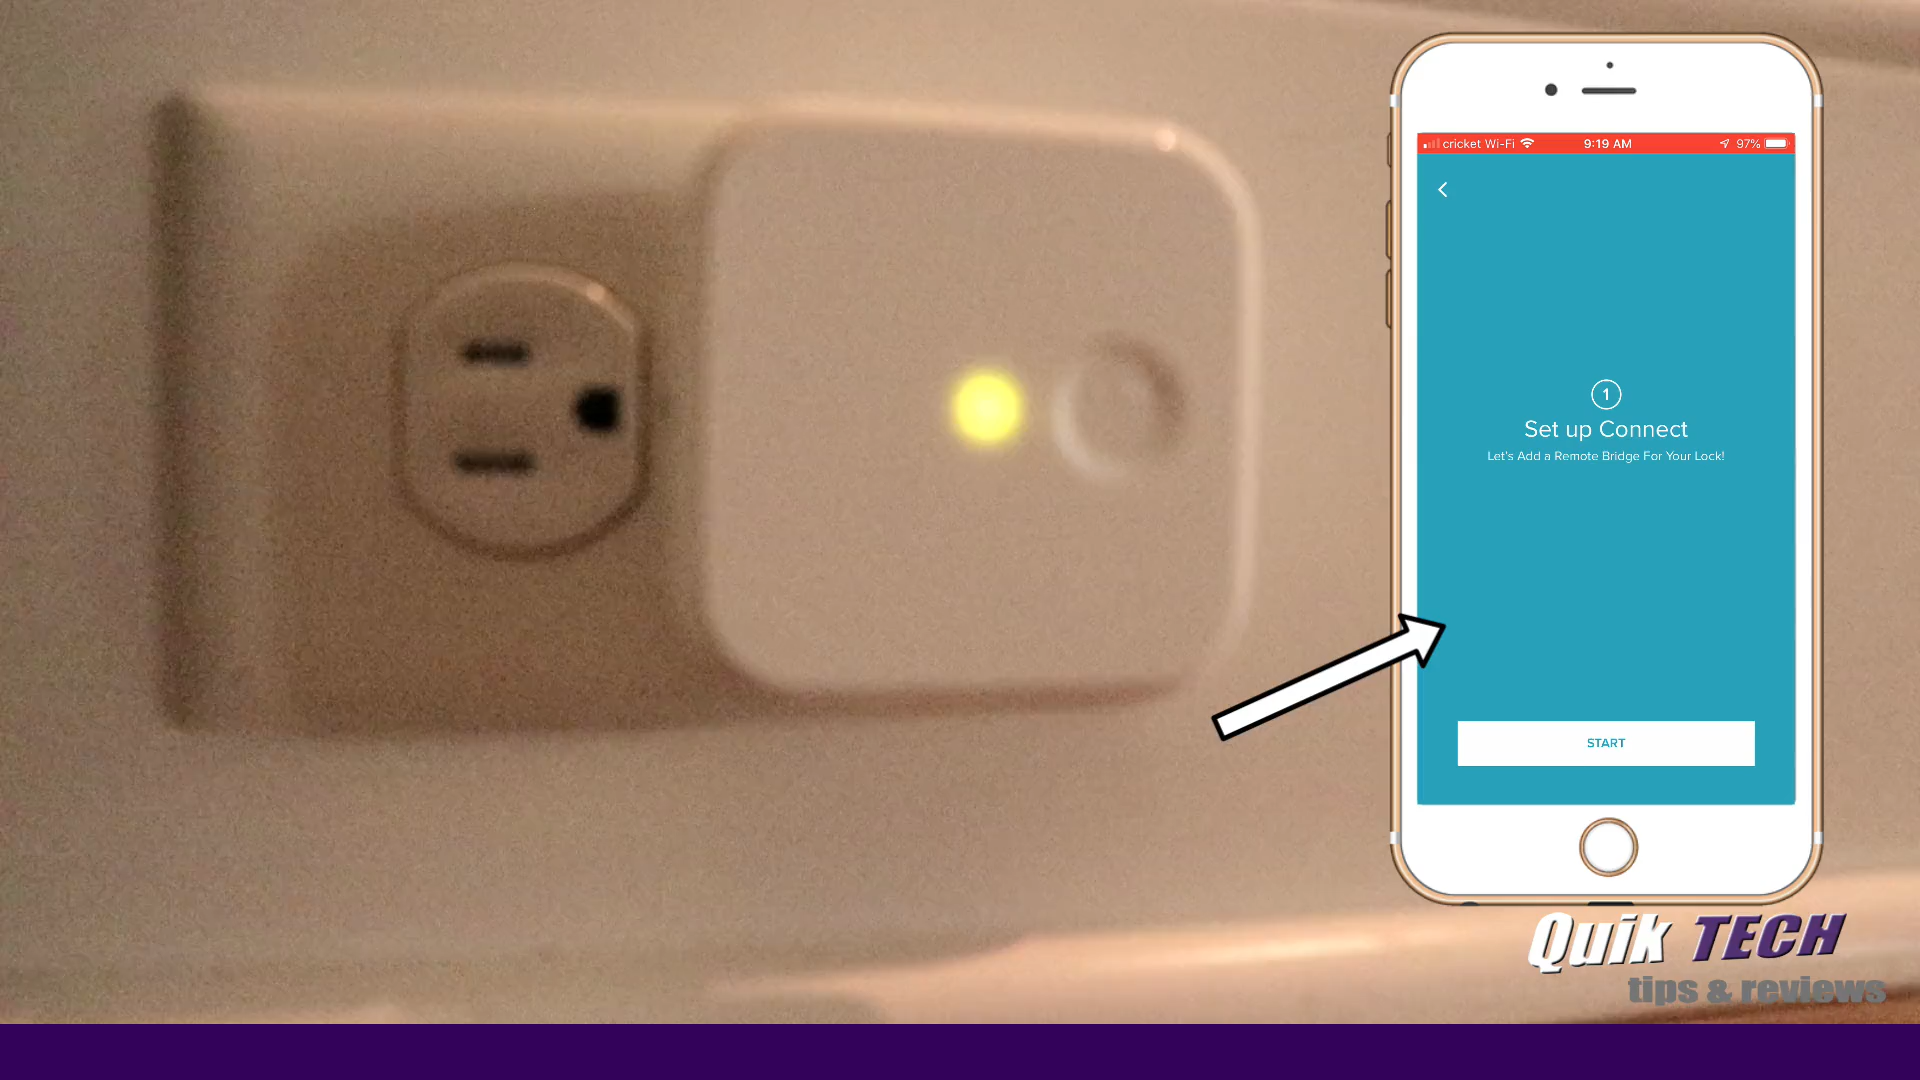 cricket Wi-Fi 9:19 AM 97%
1
Set up Connect
Let's Add a Remote Bridge For Your Lock!
START
Quik TECH
tips & reviews